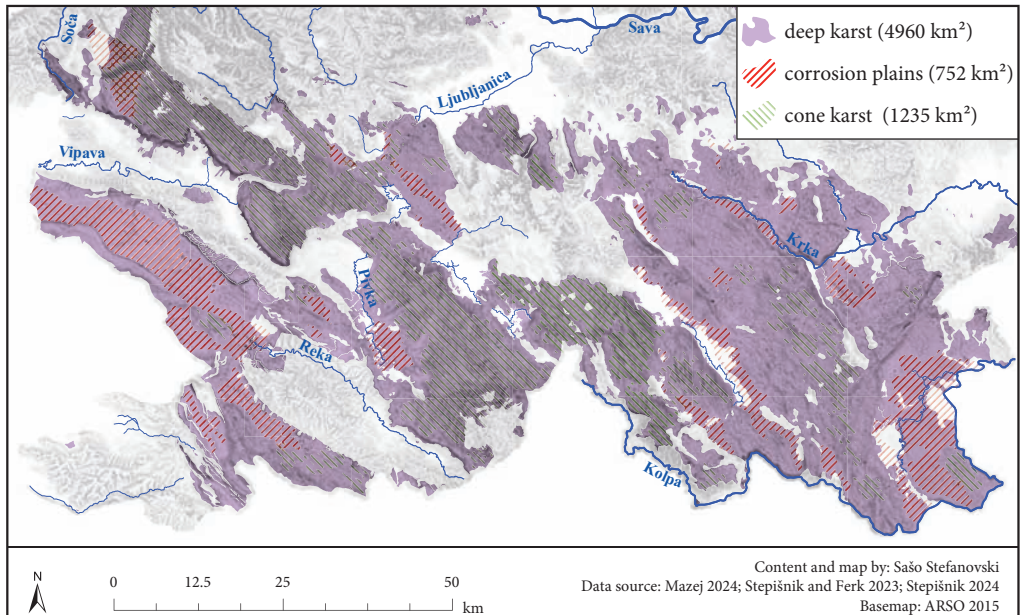 Soča
Sava
Ljubljanica
Vipava
Krka
Pivka
Reka
Kolpa
deep karst (4960 km²)
corrosion plains (752 km²)
cone karst (1235 km²)
N
0 12.5 25 50
km
Content and map by: Sašo Stefanovski
Data source: Mazej 2024; Stepišnik and Ferk 2023; Stepišnik 2024
Basemap: ARSO 2015